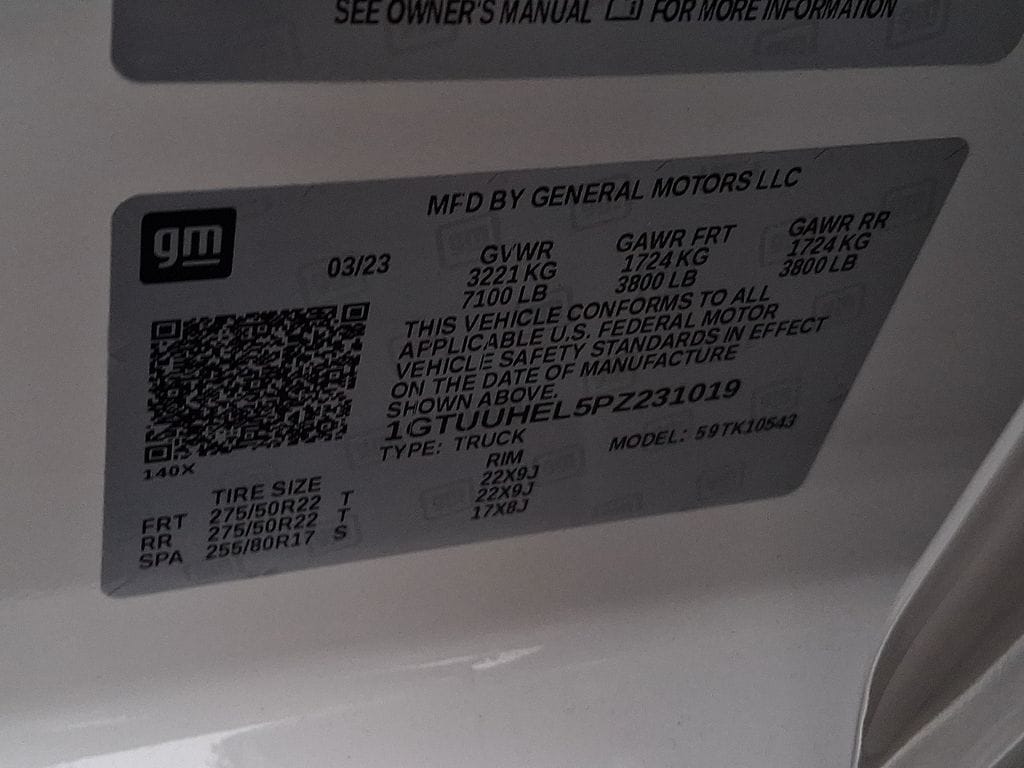 SEE OWNER'S MANUAL FOR MORE INFORMATION
gm
MFD BY GENERAL MOTORS LLC
03/23
GVWR GAWR FRT GAWR RR
3221 KG 1724 KG 1724 KG
7100 LB 3800 LB 3800 LB
THIS VEHICLE CONFORMS TO ALL
APPLICABLE U.S. FEDERAL MOTOR
VEHICLE SAFETY STANDARDS IN EFFECT
ON THE DATE OF MANUFACTURE
SHOWN ABOVE.
1GTUUHEL5PZ231019
TYPE: TRUCK MODEL: 59TK10543
140X
TIRE SIZE RIM
FRT 275/50R22 T 22X9J
RR 275/50R22 T 22X9J
SPA 255/80R17 S 17X8J